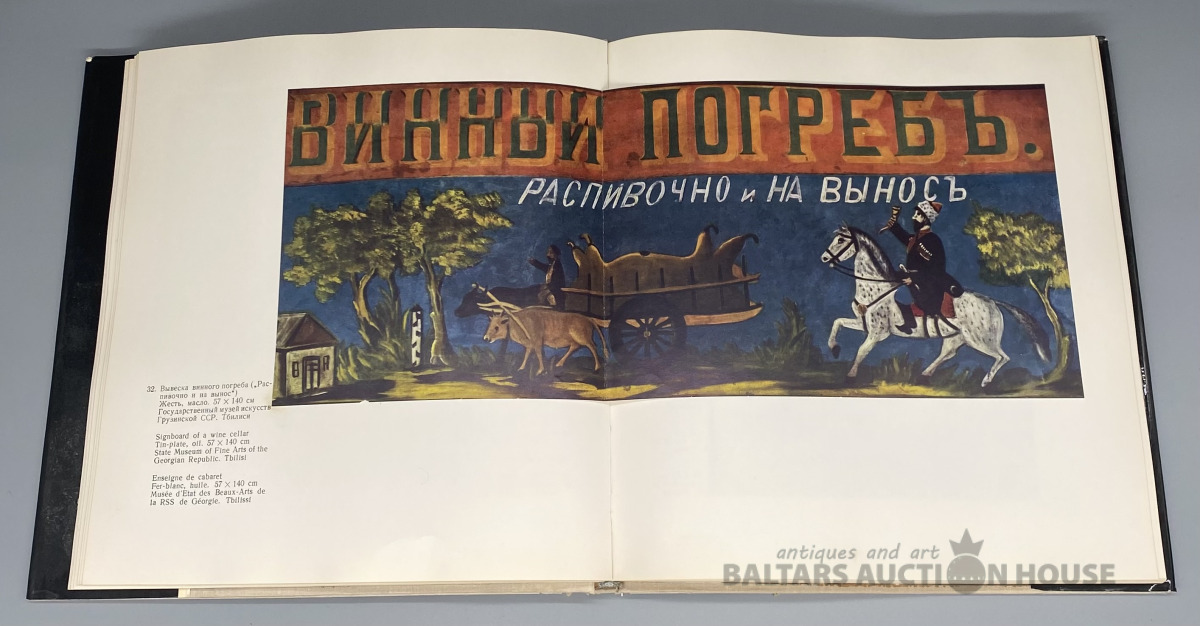 ВИННЫЙ ПОГРЕБЪ.
РАСПИВОЧНО и НА ВЫНОСЪ
32. Вывеска винного погреба („Рас-
пивочно и на вынос“)
Жесть, масло. 57 × 140 см
Государственный музей искусств
Грузинской ССР. Тбилиси
Signboard of a wine cellar
Tin-plate, oil. 57 × 140 cm
State Museum of Fine Arts of the
Georgian Republic. Tbilisi
Enseigne de cabaret
Fer-blanc, huile. 57 × 140 cm
Musée d'Etat des Beaux-Arts de
la RSS de Géorgie. Tbilissi
antiques and art
BALTARS AUCTION HOUSE